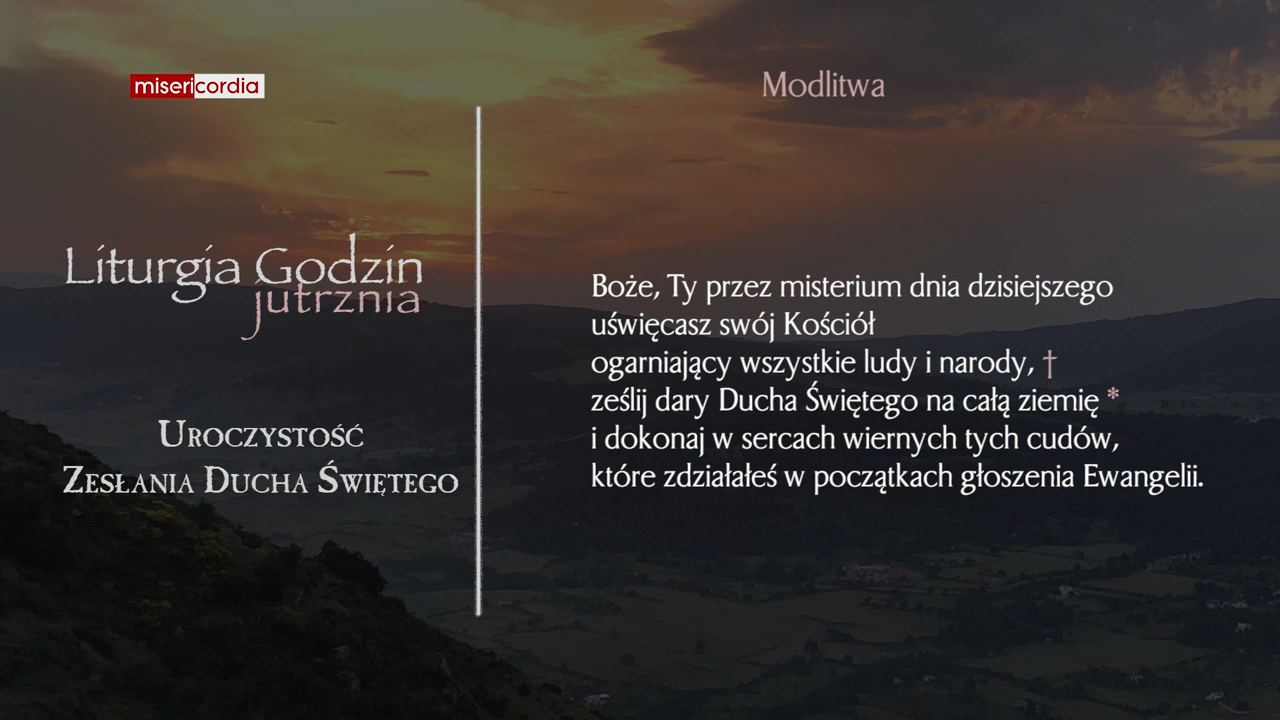 misericordia
Modlitwa
Liturgia Godzin
jutrznia
Uroczystość
Zesłania Ducha Świętego
Boże, Ty przez misterium dnia dzisiejszego
uświęcasz swój Kościół
ogarniający wszystkie ludy i narody, †
ześlij dary Ducha Świętego na całą ziemię *
i dokonaj w sercach wiernych tych cudów,
które zdziałałeś w początkach głoszenia Ewangelii.